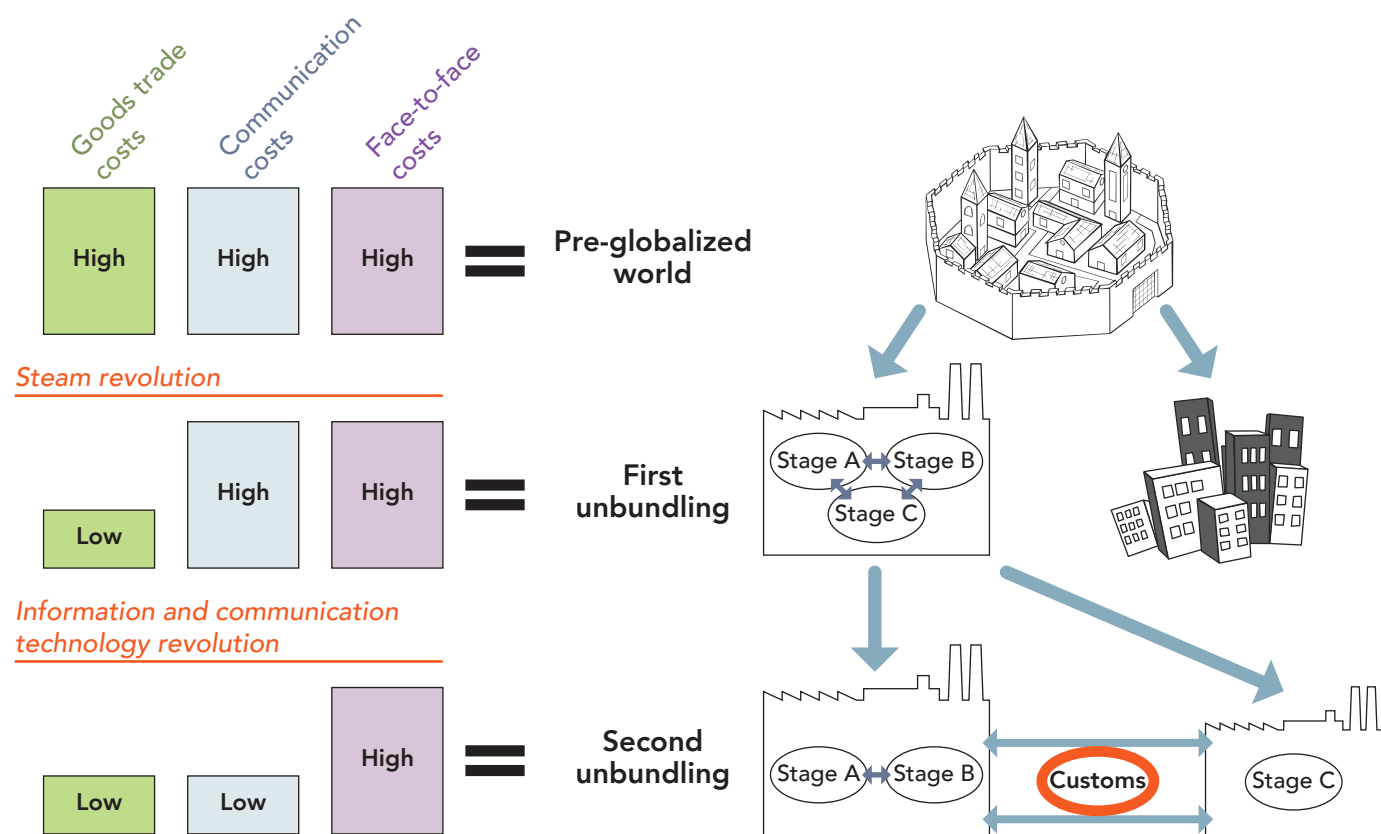 Goods trade
costs
Communication
costs
Face-to-face
costs
High
High
High
Pre-globalized
world
Steam revolution
Low
High
High
First
unbundling
Stage A
Stage B
Stage C
Information and communication
technology revolution
Low
Low
High
Second
unbundling
Stage A
Stage B
Customs
Stage C